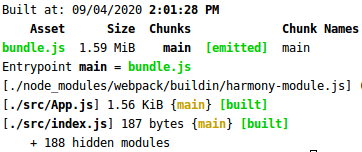 Built at: 09/04/2020 2:01:28 PM
Asset Size Chunks Chunk Names
bundle.js 1.59 MiB main [emitted] main
Entrypoint main = bundle.js
[./node_modules/webpack/buildin/harmony-module.js] (
[./src/App.js] 1.56 KiB {main} [built]
[./src/index.js] 187 bytes {main} [built]
+ 188 hidden modules